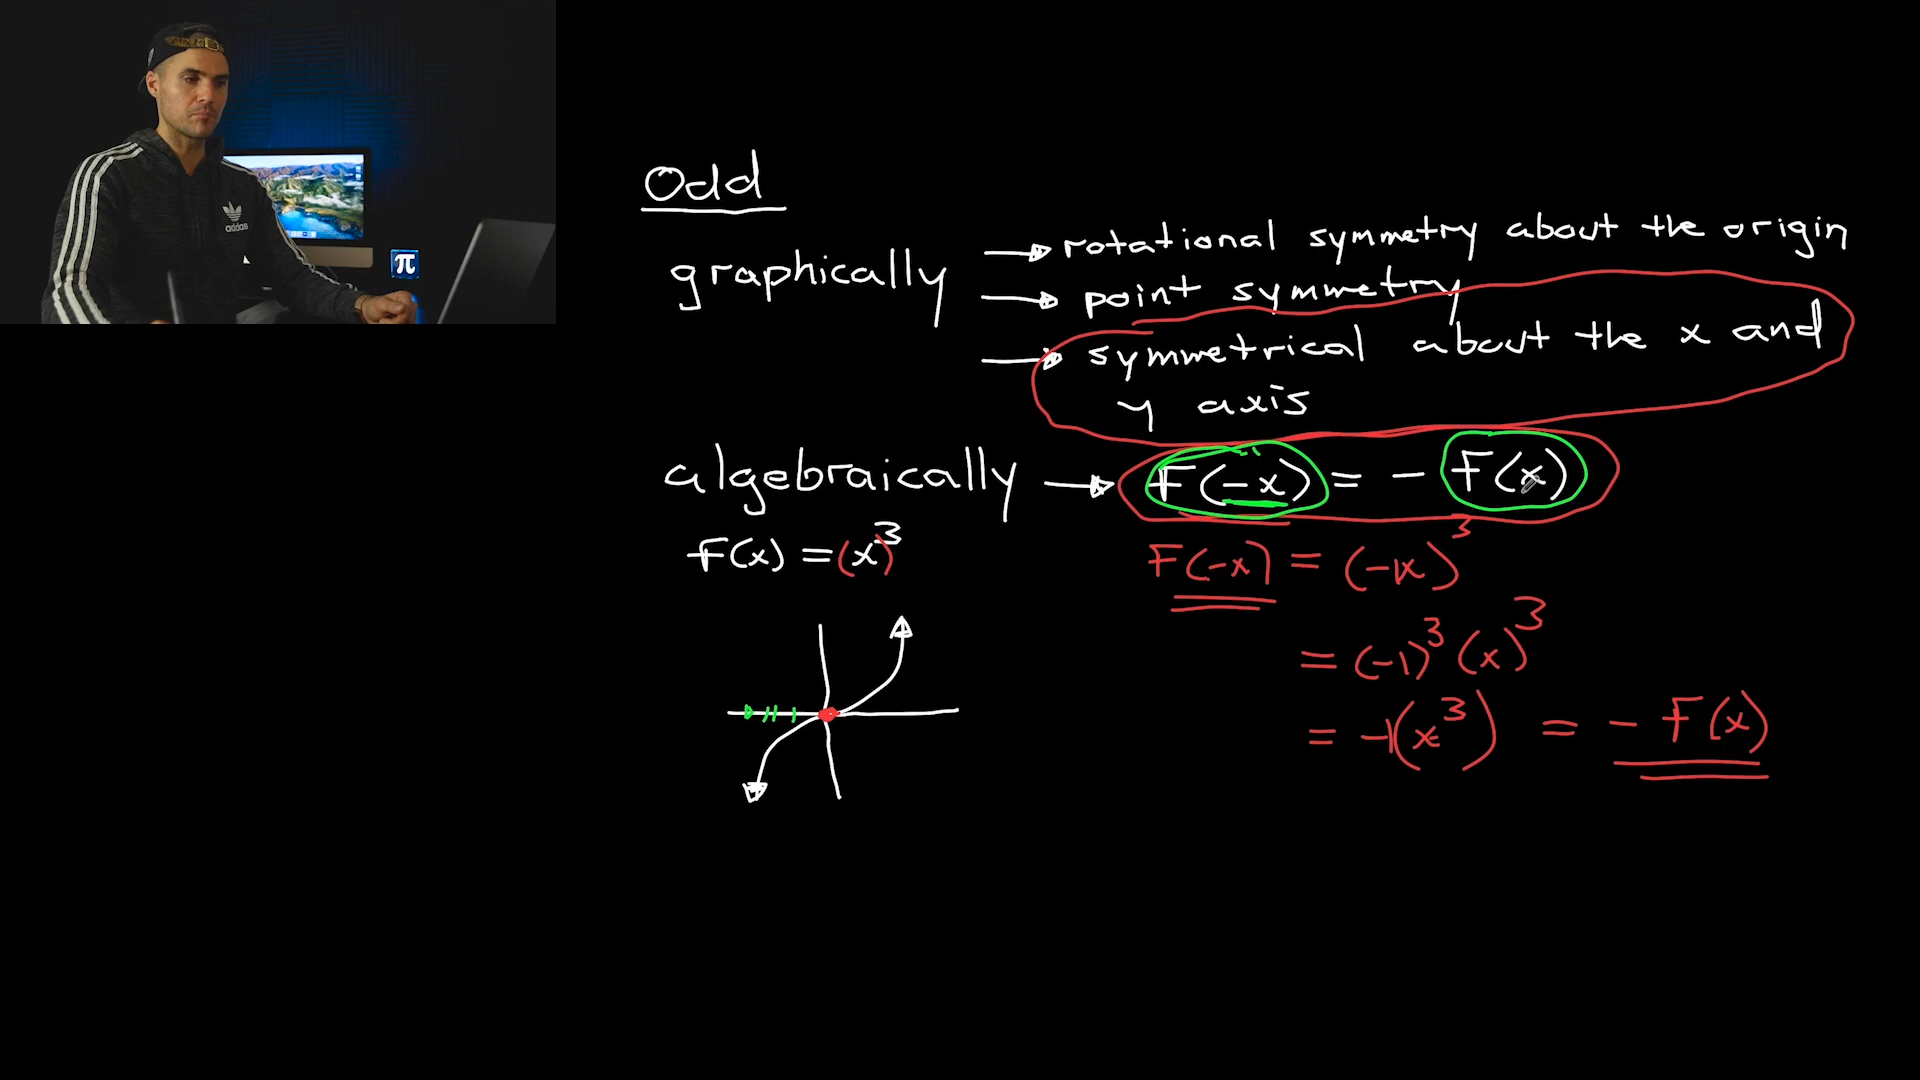 adidas
π
Odd
graphically
→ rotational symmetry about the origin
→ point symmetry
→ symmetrical about the x and
y axis
algebraically → F(-x) = - F(x)
F(x) = (x)³
F(-x) = (-x)³
= (-1)³ (x)³
= -1(x³) = - F(x)